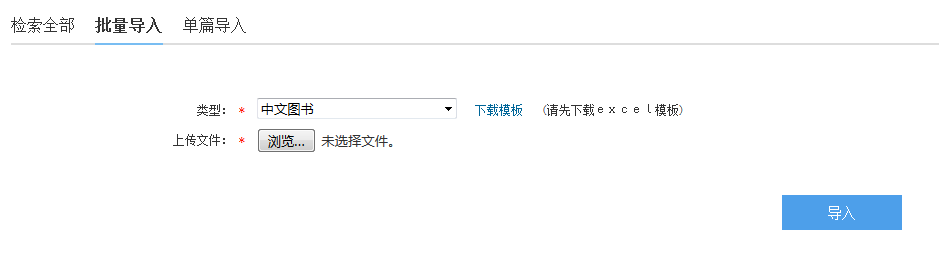 检索全部 批量导入 单篇导入
类型： * 中文图书 下载模板 (请先下载ｅｘｃｅｌ模板)
上传文件： * 浏览... 未选择文件。
导入